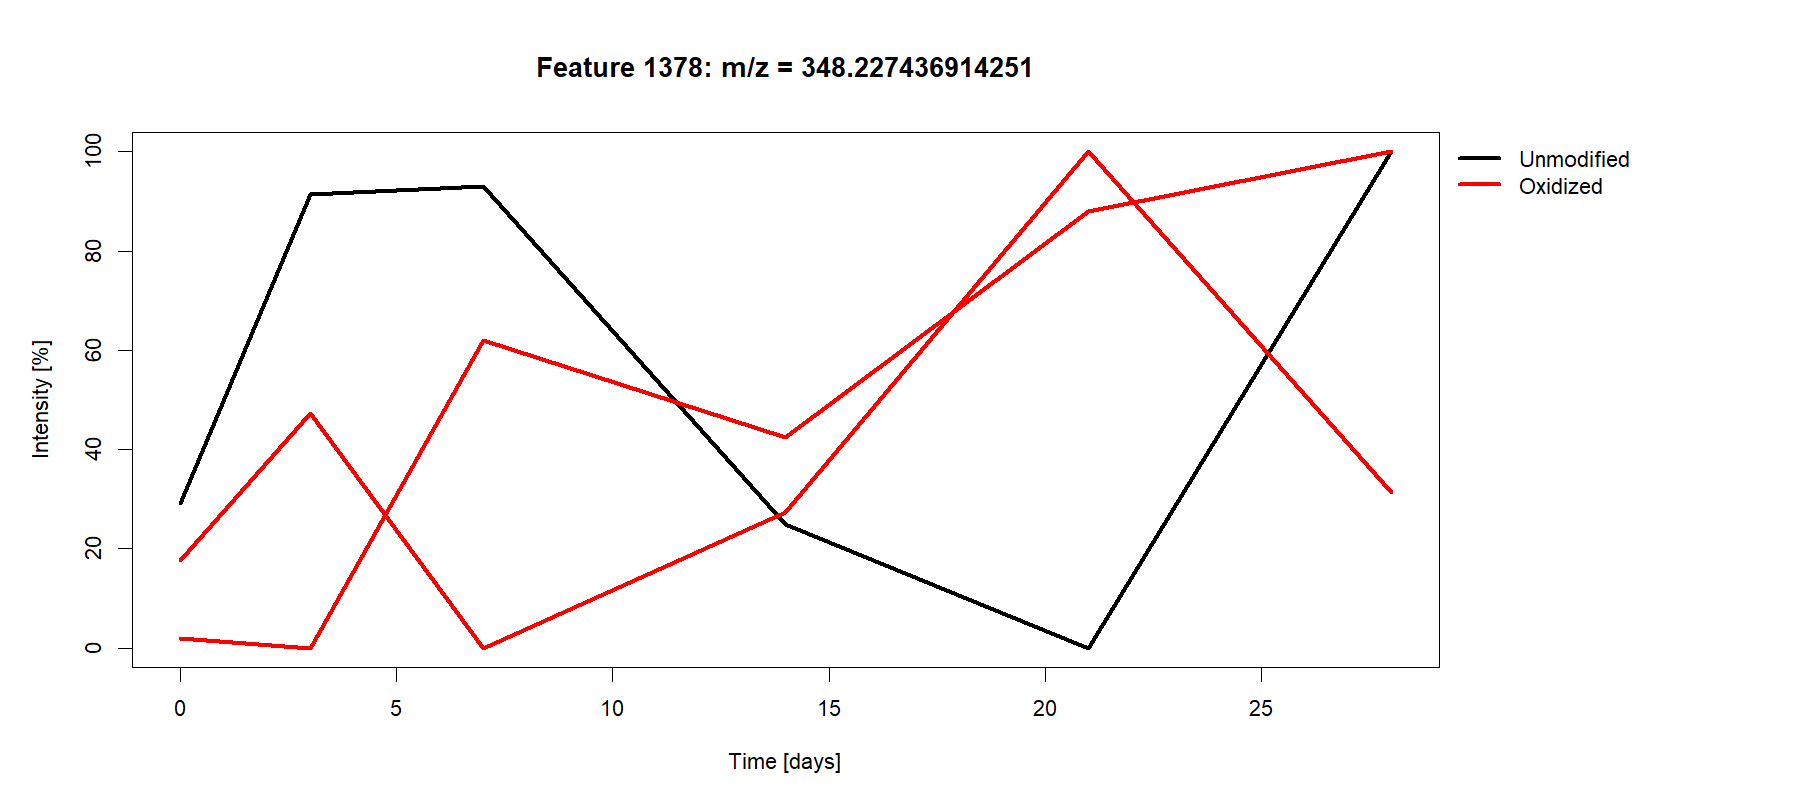 Feature 1378: m/z = 348.227436914251
100
80
60
40
20
0
Intensity [%]
0 5 10 15 20 25
Time [days]
Unmodified
Oxidized